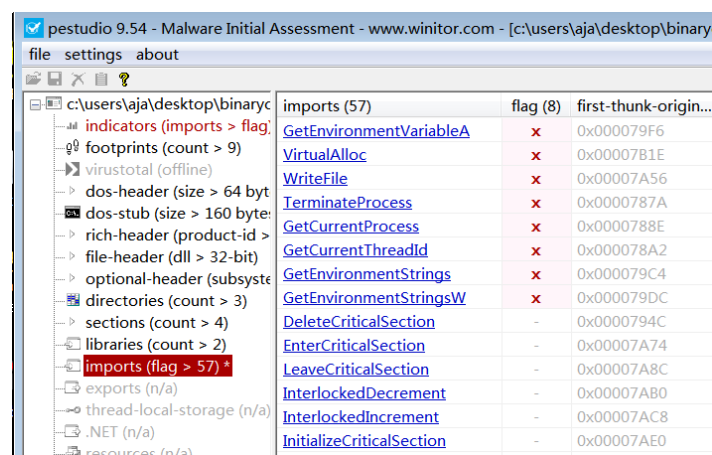 pestudio 9.54 - Malware Initial Assessment - www.winitor.com - [c:\users\aja\desktop\binaryc
file settings about
c:\users\aja\desktop\binaryc
indicators (imports > flag)
footprints (count > 9)
virustotal (offline)
dos-header (size > 64 byt
dos-stub (size > 160 bytes
rich-header (product-id >
file-header (dll > 32-bit)
optional-header (subsyste
directories (count > 3)
sections (count > 4)
libraries (count > 2)
imports (flag > 57) *
exports (n/a)
thread-local-storage (n/a)
.NET (n/a)
resources (n/a)
imports (57) flag (8) first-thunk-origin...
GetEnvironmentVariableA x 0x000079F6
VirtualAlloc x 0x00007B1E
WriteFile x 0x00007A56
TerminateProcess x 0x0000787A
GetCurrentProcess x 0x0000788E
GetCurrentThreadId x 0x000078A2
GetEnvironmentStrings x 0x000079C4
GetEnvironmentStringsW x 0x000079DC
DeleteCriticalSection - 0x0000794C
EnterCriticalSection - 0x00007A74
LeaveCriticalSection - 0x00007A8C
InterlockedDecrement - 0x00007AB0
InterlockedIncrement - 0x00007AC8
InitializeCriticalSection - 0x00007AE0